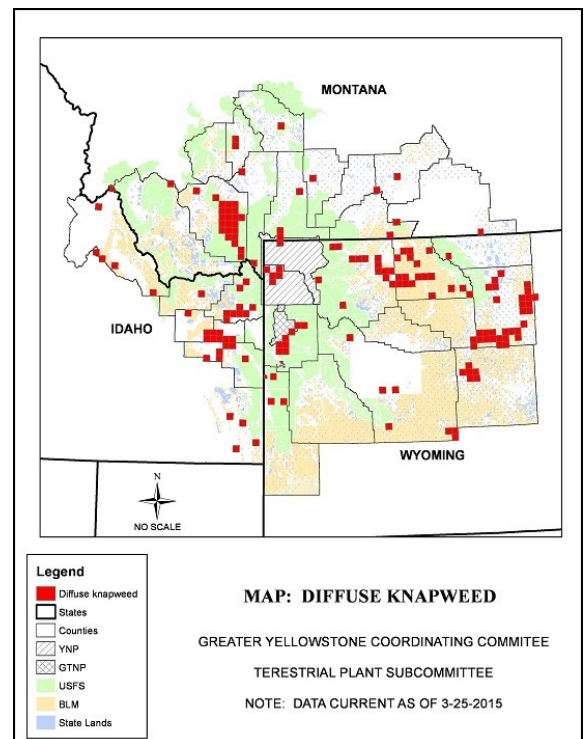 MONTANA
IDAHO
WYOMING
N
NO SCALE
Legend
Diffuse knapweed
States
Counties
YNP
GTNP
USFS
BLM
State Lands
MAP: DIFFUSE KNAPWEED
GREATER YELLOWSTONE COORDINATING COMMITEE
TERESTRIAL PLANT SUBCOMMITTEE
NOTE: DATA CURRENT AS OF 3-25-2015